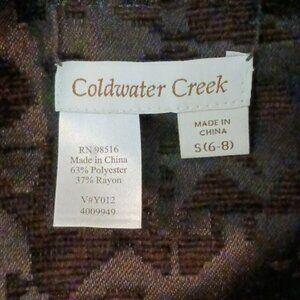 Coldwater Creek
RN 98516
Made in China
63% Polyester
37% Rayon
V#Y012
4009949
MADE IN
CHINA
S(6-8)